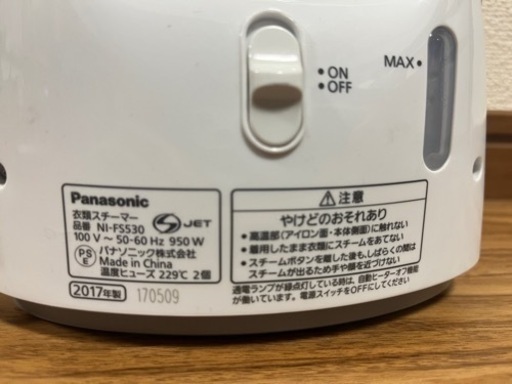 ON
OFF
MAX
Panasonic
衣類スチーマー
品番 NI-FS530
S JET
100 V ~ 50-60 Hz 950 W
PS E
パナソニック株式会社
Made in China
温度ヒューズ 229℃ 2個
2017年製 170509
注意
やけどのおそれあり
•高温部(アイロン面・本体側面)に触れない
•着用したまま衣類にスチームをあてない
•スチームボタンを離した後も、しばらくの間は
スチームが出るため手や顔を近づけない
通電ランプが緑点灯している時は、自動ヒーターオフ機能
が働いています。電源スイッチをOFFにしてください。